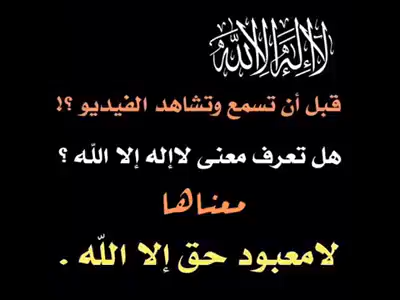 لا إله إلا الله
قبل أن تسمع وتشاهد الفيديو ؟!
هل تعرف معنى لاإله إلا الله ؟
معناها
لامعبود حق إلا الله .